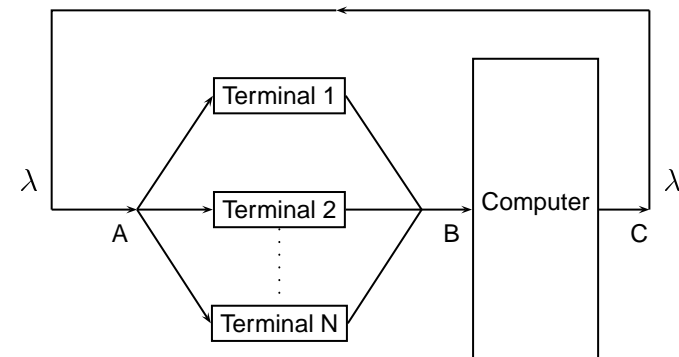 Terminal 1
λ
λ
Terminal 2
Computer
A
B
C
Terminal N